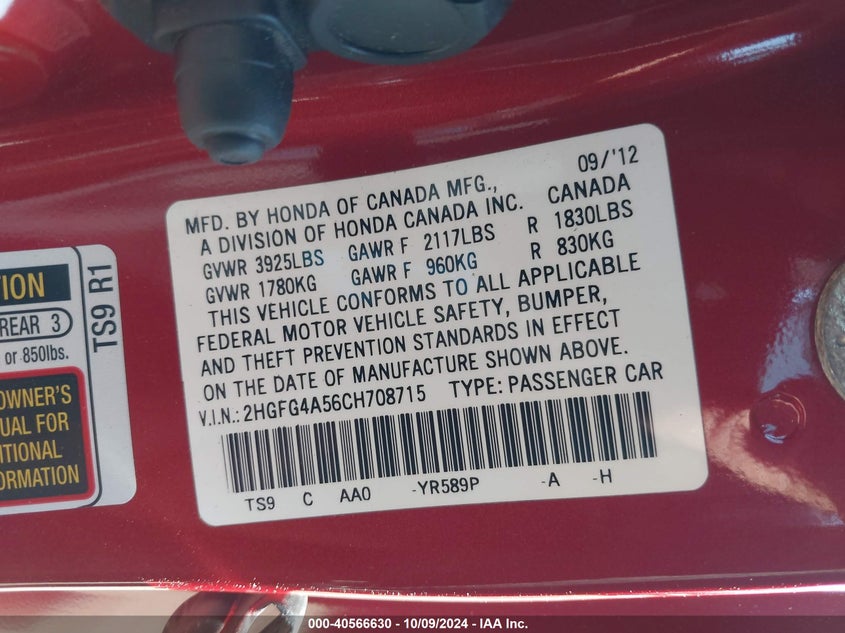 09/'12
MFD. BY HONDA OF CANADA MFG.,
A DIVISION OF HONDA CANADA INC. CANADA
GVWR 3925LBS GAWR F 2117LBS R 1830LBS
GVWR 1780KG GAWR F 960KG R 830KG
THIS VEHICLE CONFORMS TO ALL APPLICABLE
FEDERAL MOTOR VEHICLE SAFETY, BUMPER,
AND THEFT PREVENTION STANDARDS IN EFFECT
ON THE DATE OF MANUFACTURE SHOWN ABOVE.
V.I.N.: 2HGFG4A56CH708715 TYPE: PASSENGER CAR
TS9 C AA0 -YR589P -A -H
TION
REAR 3
or 850lbs.
OWNER'S
UAL FOR
ITIONAL
FORMATION
TS9 R1
000-40566630 - 10/09/2024 - IAA Inc.